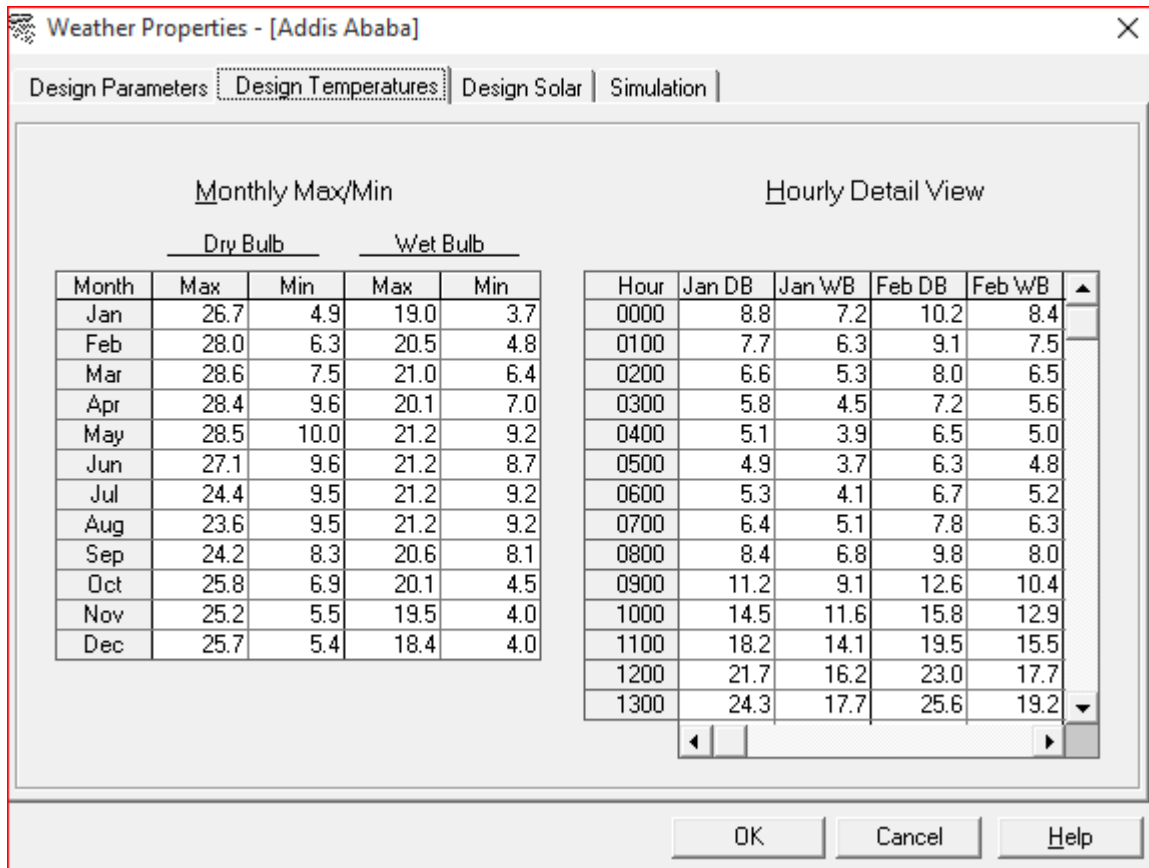 Weather Properties - [Addis Ababa]
Design Parameters Design Temperatures Design Solar Simulation
Monthly Max/Min
Dry Bulb Wet Bulb
Month Max Min Max Min
Jan 26.7 4.9 19.0 3.7
Feb 28.0 6.3 20.5 4.8
Mar 28.6 7.5 21.0 6.4
Apr 28.4 9.6 20.1 7.0
May 28.5 10.0 21.2 9.2
Jun 27.1 9.6 21.2 8.7
Jul 24.4 9.5 21.2 9.2
Aug 23.6 9.5 21.2 9.2
Sep 24.2 8.3 20.6 8.1
Oct 25.8 6.9 20.1 4.5
Nov 25.2 5.5 19.5 4.0
Dec 25.7 5.4 18.4 4.0
Hourly Detail View
Hour Jan DB Jan WB Feb DB Feb WB
0000 8.8 7.2 10.2 8.4
0100 7.7 6.3 9.1 7.5
0200 6.6 5.3 8.0 6.5
0300 5.8 4.5 7.2 5.6
0400 5.1 3.9 6.5 5.0
0500 4.9 3.7 6.3 4.8
0600 5.3 4.1 6.7 5.2
0700 6.4 5.1 7.8 6.3
0800 8.4 6.8 9.8 8.0
0900 11.2 9.1 12.6 10.4
1000 14.5 11.6 15.8 12.9
1100 18.2 14.1 19.5 15.5
1200 21.7 16.2 23.0 17.7
1300 24.3 17.7 25.6 19.2
OK Cancel Help